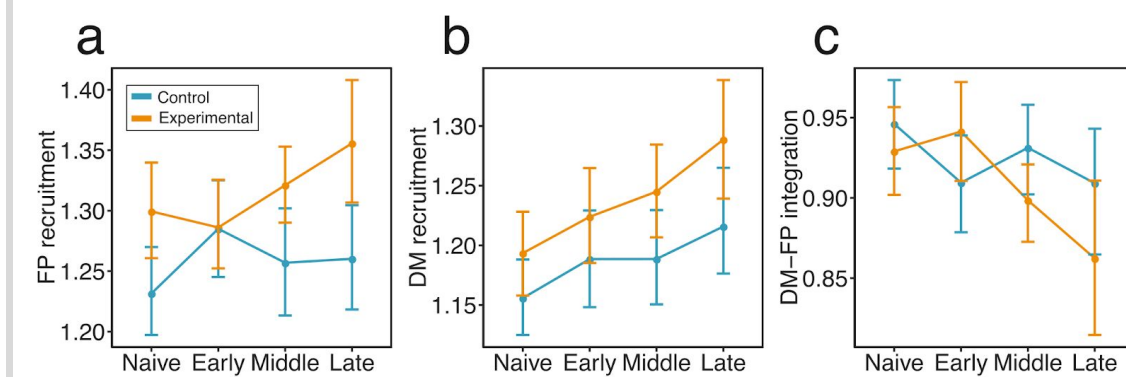 a
b
c
FP recruitment
1.40
1.35
1.30
1.25
1.20
Control
Experimental
Naive Early Middle Late
DM recruitment
1.30
1.25
1.20
1.15
Naive Early Middle Late
DM–FP integration
0.95
0.90
0.85
Naive Early Middle Late